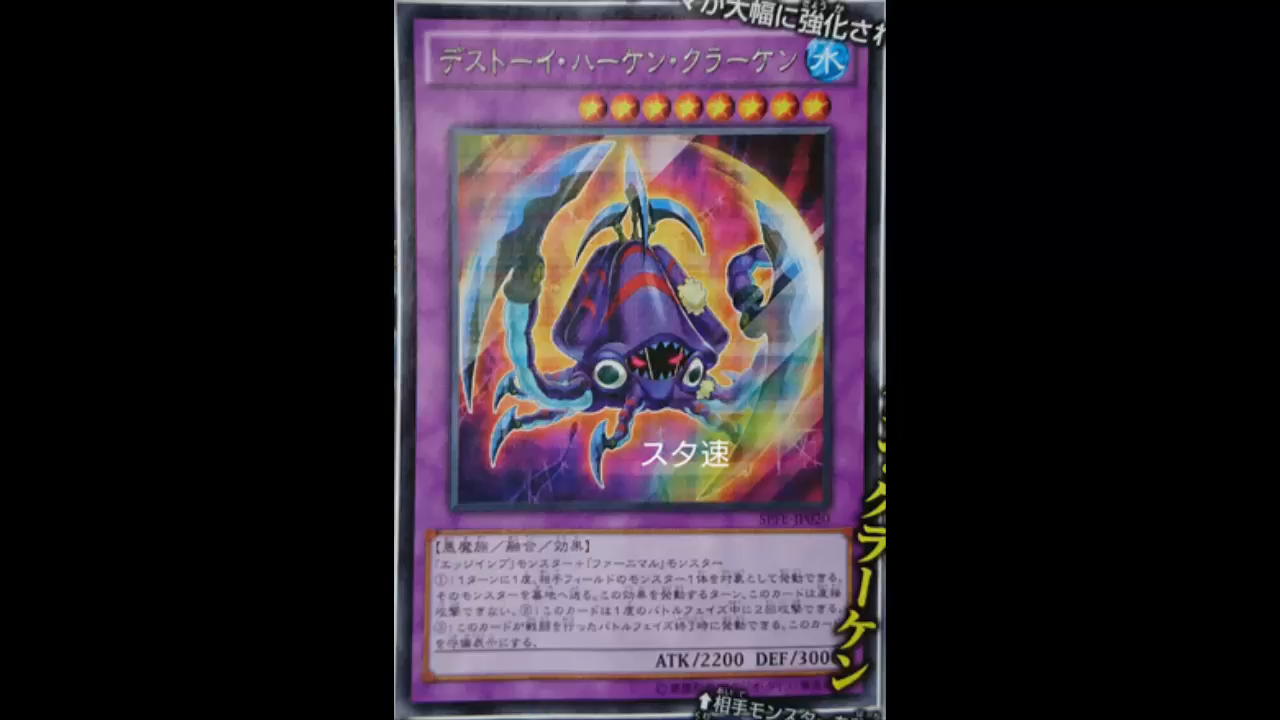 マが大幅に強化され
デストーイ・ハーケン・クラーケン 水
スタ速
SPFE-JP020
【悪魔族/融合/効果】
「エッジインプ」モンスター+「ファーニマル」モンスター
①:1ターンに1度、相手フィールドのモンスター1体を対象として発動できる。
そのモンスターを墓地へ送る。この効果を発動するターン、このカードは直接
攻撃できない。②:このカードは1度のバトルフェイズ中に2回攻撃できる。
③:このカードが戦闘を行ったバトルフェイズ終了時に発動できる。このカード
を守備表示にする。
ATK/2200 DEF/3000
ン・クラーケン
↑相手モンスター